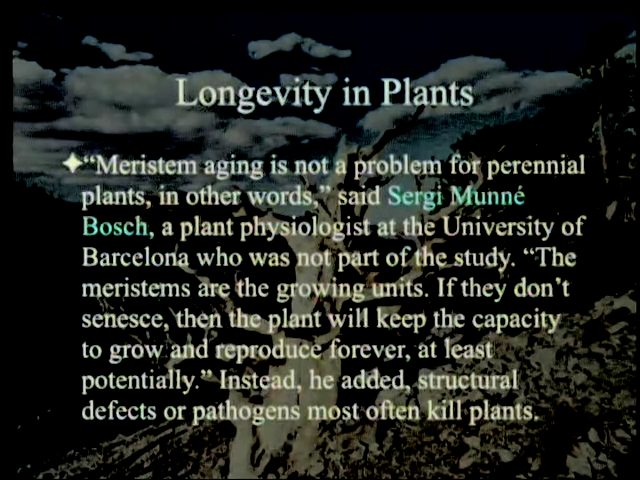 Longevity in Plants
✦“Meristem aging is not a problem for perennial
plants, in other words,” said Sergi Munné
Bosch, a plant physiologist at the University of
Barcelona who was not part of the study. “The
meristems are the growing units. If they don’t
senesce, then the plant will keep the capacity
to grow and reproduce forever, at least
potentially.” Instead, he added, structural
defects or pathogens most often kill plants.